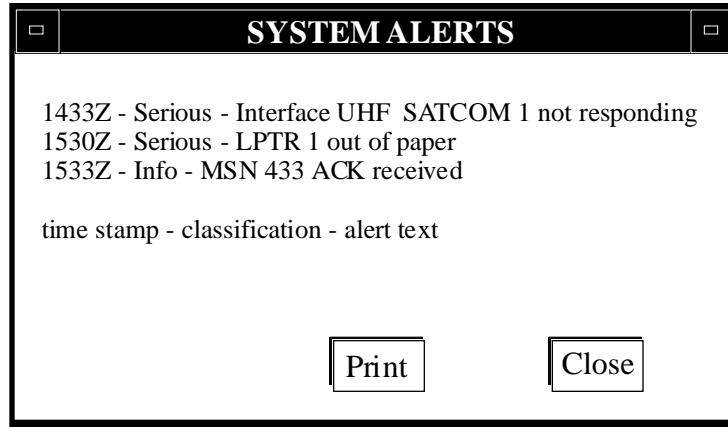 SYSTEM ALERTS
1433Z - Serious - Interface UHF SATCOM 1 not responding
1530Z - Serious - LPTR 1 out of paper
1533Z - Info - MSN 433 ACK received
time stamp - classification - alert text
Print Close